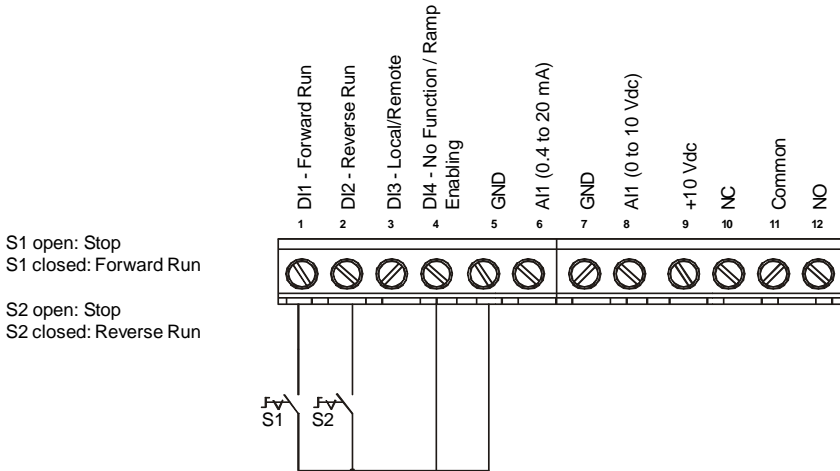 DI1 - Forward Run
DI2 - Reverse Run
DI3 - Local/Remote
DI4 - No Function / Ramp
Enabling
GND
AI1 (0.4 to 20 mA)
GND
AI1 (0 to 10 Vdc)
+10 Vdc
NC
Common
NO
1 2 3 4 5 6 7 8 9 10 11 12
S1 open: Stop
S1 closed: Forward Run
S2 open: Stop
S2 closed: Reverse Run
S1 S2